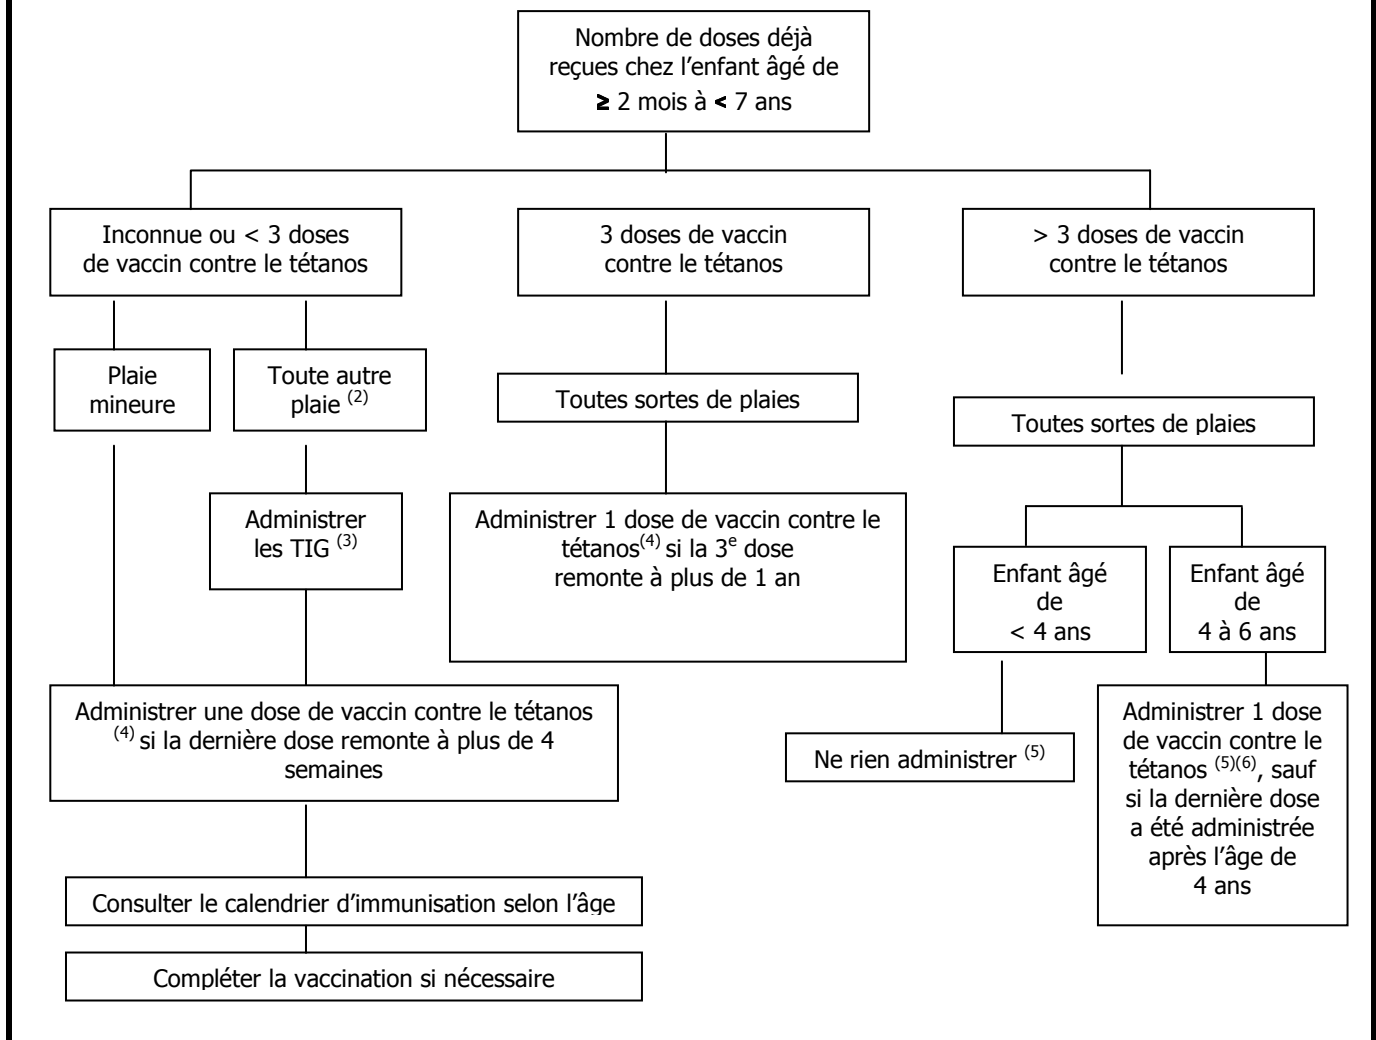 Nombre de doses déjà
reçues chez l'enfant âgé de
≥ 2 mois à < 7 ans
Inconnue ou < 3 doses
de vaccin contre le tétanos
3 doses de vaccin
contre le tétanos
> 3 doses de vaccin
contre le tétanos
Plaie
mineure
Toute autre
plaie (2)
Toutes sortes de plaies
Toutes sortes de plaies
Administrer
les TIG (3)
Administrer 1 dose de vaccin contre le
tétanos(4) si la 3e dose
remonte à plus de 1 an
Enfant âgé
de
< 4 ans
Enfant âgé
de
4 à 6 ans
Administrer une dose de vaccin contre le tétanos
(4) si la dernière dose remonte à plus de 4
semaines
Ne rien administrer (5)
Administrer 1 dose
de vaccin contre le
tétanos (5)(6), sauf
si la dernière dose
a été administrée
après l'âge de
4 ans
Consulter le calendrier d'immunisation selon l'âge
Compléter la vaccination si nécessaire